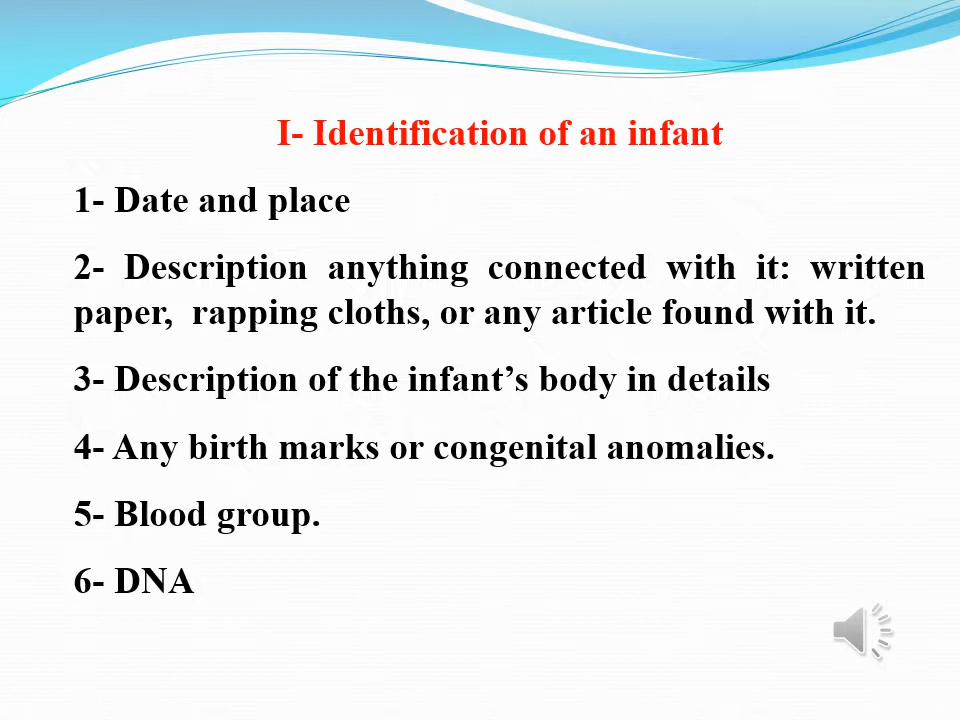 I- Identification of an infant
1- Date and place
2- Description anything connected with it: written
paper, rapping cloths, or any article found with it.
3- Description of the infant’s body in details
4- Any birth marks or congenital anomalies.
5- Blood group.
6- DNA